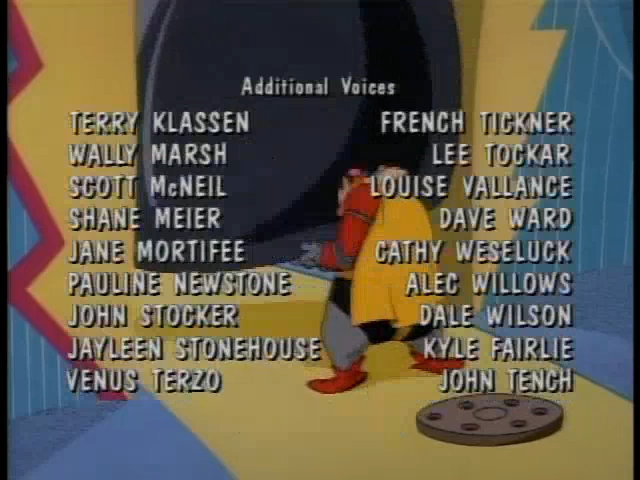 Additional Voices
TERRY KLASSEN FRENCH TICKNER
WALLY MARSH LEE TOCKAR
SCOTT McNEIL LOUISE VALLANCE
SHANE MEIER DAVE WARD
JANE MORTIFEE CATHY WESELUCK
PAULINE NEWSTONE ALEC WILLOWS
JOHN STOCKER DALE WILSON
JAYLEEN STONEHOUSE KYLE FAIRLIE
VENUS TERZO JOHN TENCH